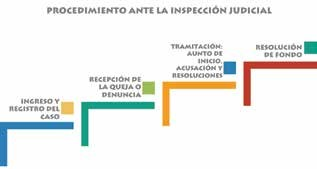 PROCEDIMIENTO ANTE LA INSPECCIÓN JUDICIAL
INGRESO Y
REGISTRO DEL
CASO
RECEPCIÓN DE
LA QUEJA O
DENUNCIA
TRAMITACIÓN:
AUNTO DE
INICIO,
ACUSACIÓN Y
RESOLUCIONES
RESOLUCIÓN
DE FONDO